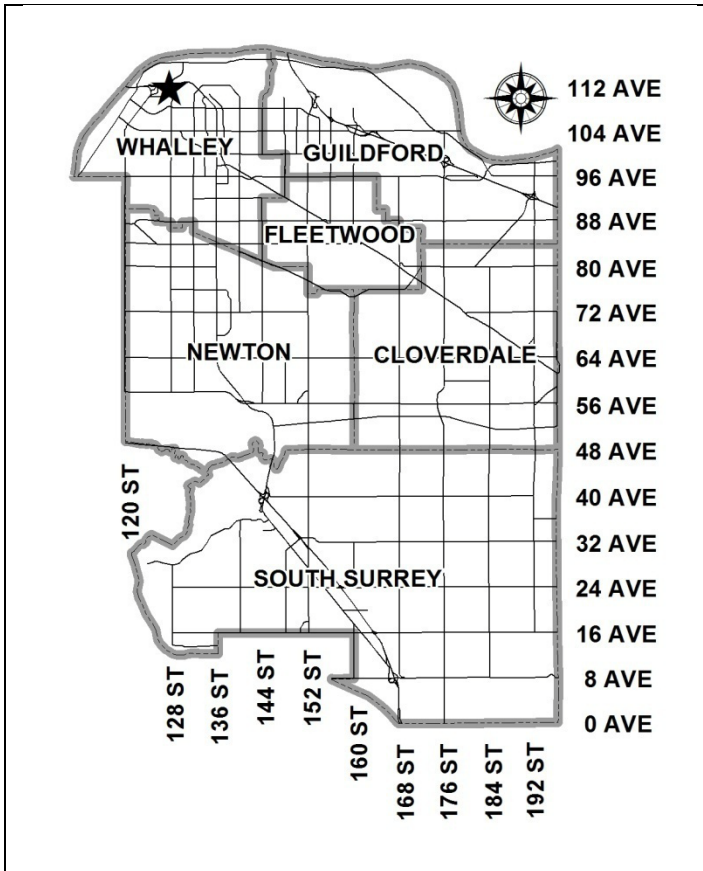 112 AVE
104 AVE
WHALLEY
GUILDFORD
96 AVE
88 AVE
FLEETWOOD
80 AVE
72 AVE
NEWTON
CLOVERDALE
64 AVE
56 AVE
48 AVE
120 ST
40 AVE
32 AVE
SOUTH SURREY
24 AVE
16 AVE
8 AVE
0 AVE
128 ST
136 ST
144 ST
152 ST
160 ST
168 ST
176 ST
184 ST
192 ST